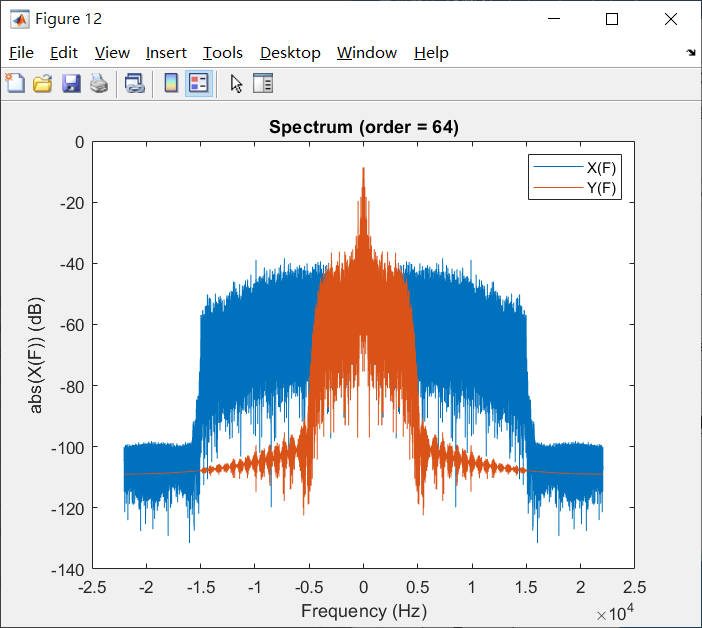 Figure 12
File Edit View Insert Tools Desktop Window Help
Spectrum (order = 64)
X(F)
Y(F)
abs(X(F)) (dB)
0
-20
-40
-60
-80
-100
-120
-140
-2.5 -2 -1.5 -1 -0.5 0 0.5 1 1.5 2 2.5
Frequency (Hz)
×10⁴